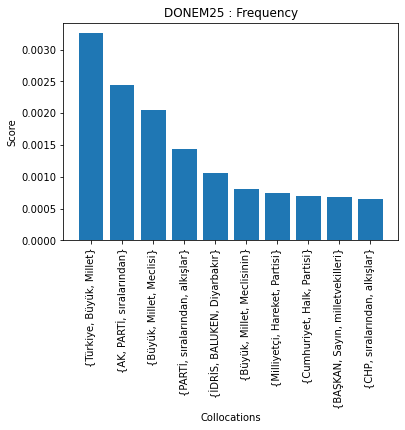 DONEM25 : Frequency
Score
0.0030
0.0025
0.0020
0.0015
0.0010
0.0005
0.0000
{Türkiye, Büyük, Millet}
{AK, PARTİ, sıralarından}
{Büyük, Millet, Meclisi}
{PARTİ, sıralarından, alkışlar}
{İDRİS, BALUKEN, Diyarbakır}
{Büyük, Millet, Meclisinin}
{Milliyetçi, Hareket, Partisi}
{Cumhuriyet, Halk, Partisi}
{BAŞKAN, Sayın, milletvekilleri}
{CHP, sıralarından, alkışlar}
Collocations